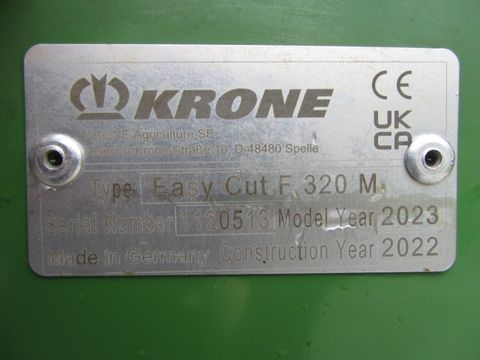 KRONE
KRONE Agriculture SE
Heinrich-Krone-Straße 10, D-48480 Spelle
CE
UK
CA
Type Easy Cut F 320 M
Serial Number 1120513 Model Year 2023
Made in Germany Construction Year 2022